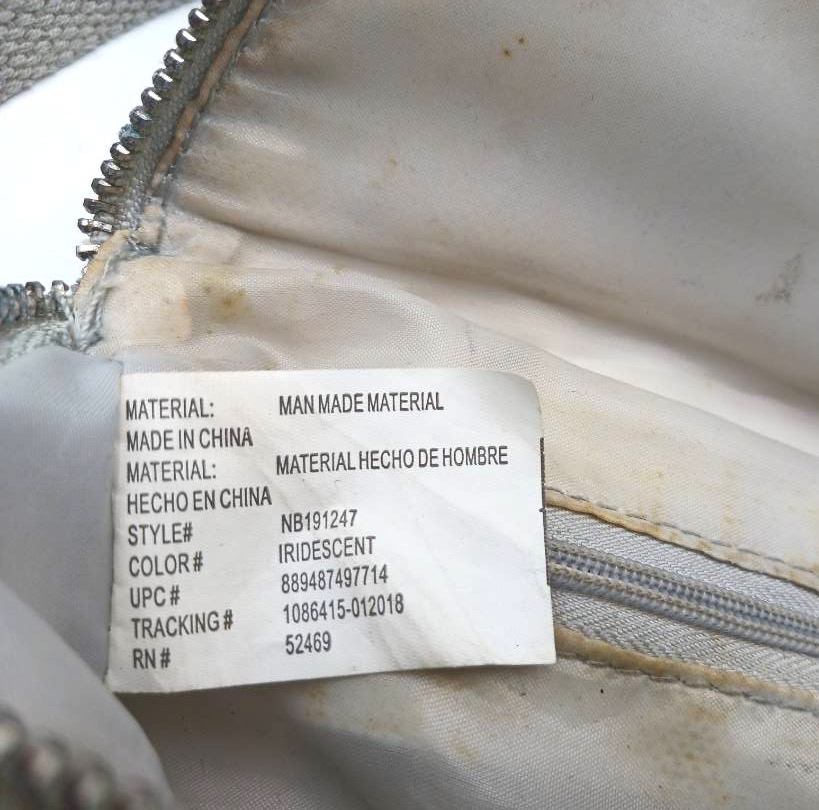 MATERIAL: MAN MADE MATERIAL
MADE IN CHINA
MATERIAL: MATERIAL HECHO DE HOMBRE
HECHO EN CHINA
STYLE# NB191247
COLOR# IRIDESCENT
UPC# 889487497714
TRACKING# 1086415-012018
RN# 52469